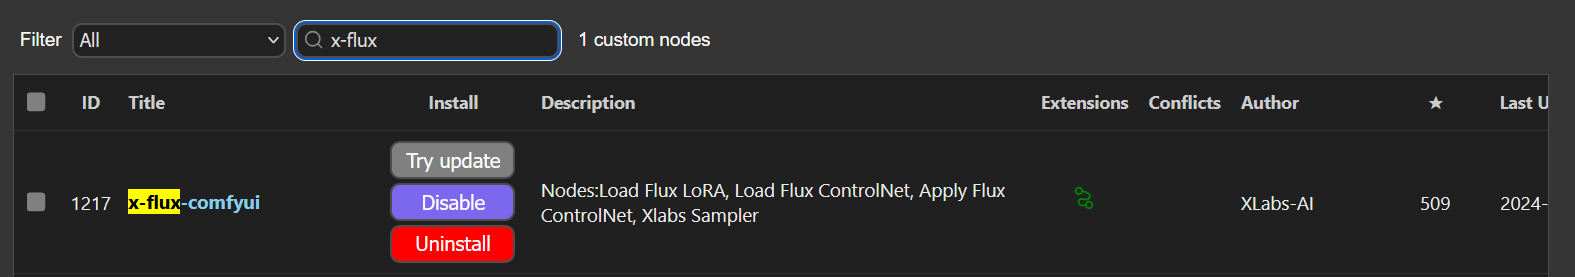 Filter All x-flux 1 custom nodes
ID Title Install Description Extensions Conflicts Author ★ Last U
Try update
1217 x-flux-comfyui Disable Nodes:Load Flux LoRA, Load Flux ControlNet, Apply Flux XLabs-AI 509 2024-
ControlNet, Xlabs Sampler
Uninstall